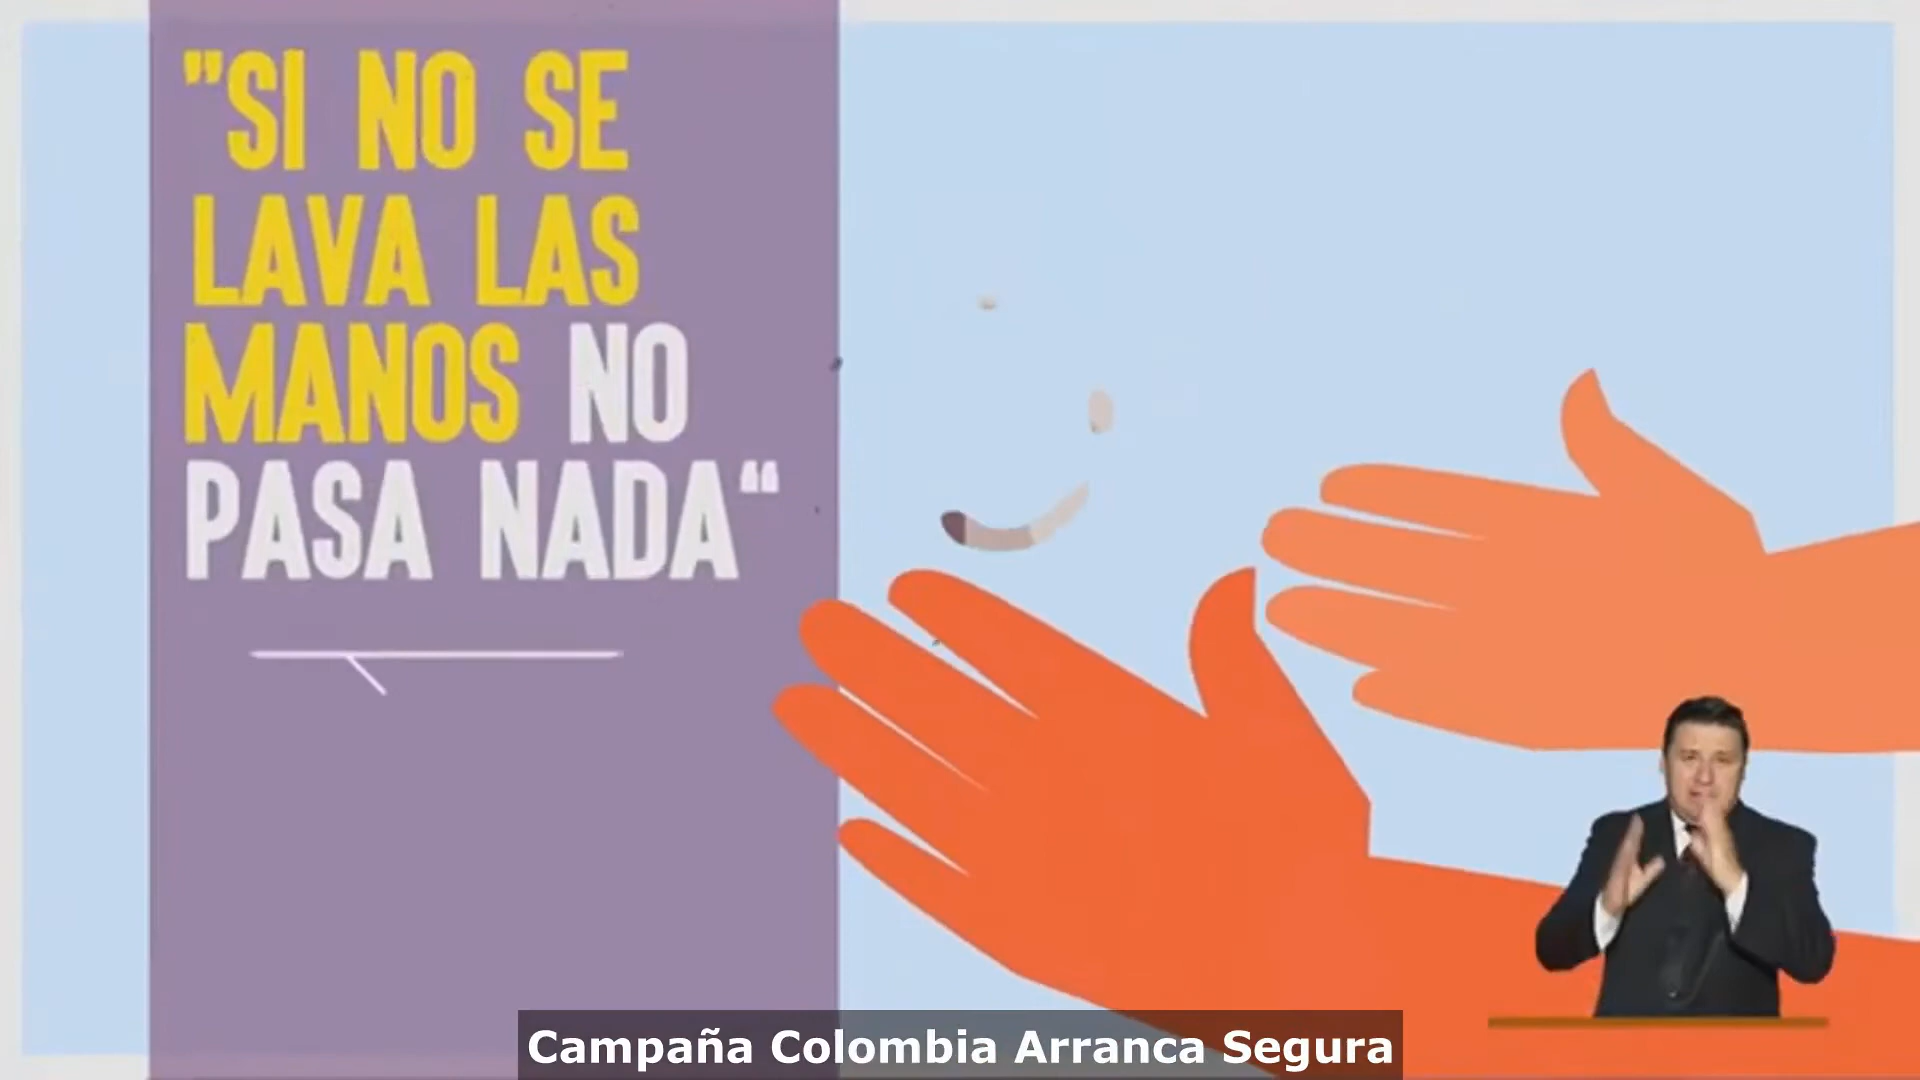 "SI NO SE
LAVA LAS
MANOS NO
PASA NADA“
Campaña Colombia Arranca Segura